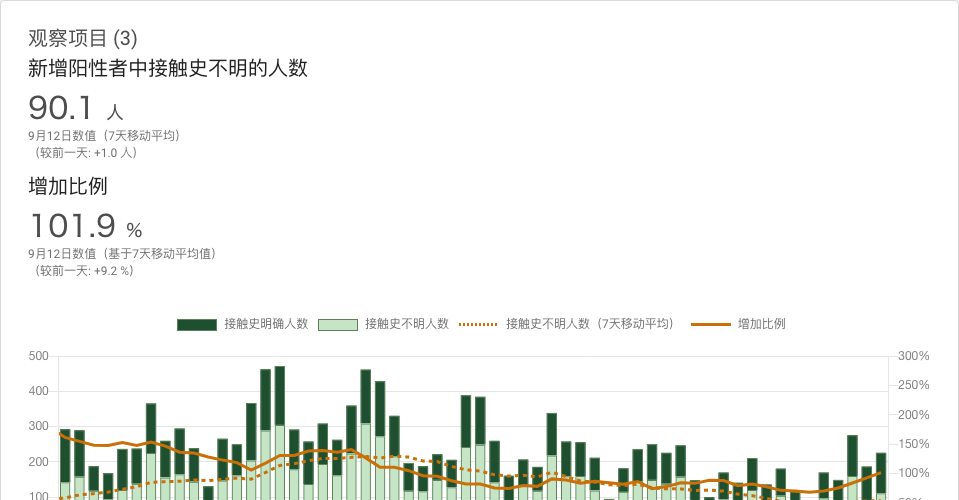 观察项目 (3)
新增阳性者中接触史不明的人数
90.1 人
9月12日数值（7天移动平均）
（较前一天: +1.0 人）
增加比例
101.9 %
9月12日数值（基于7天移动平均值）
（较前一天: +9.2 %）
接触史明确人数 接触史不明人数 接触史不明人数（7天移动平均） 增加比例
500 300%
250%
400
200%
300
150%
200
100%
100